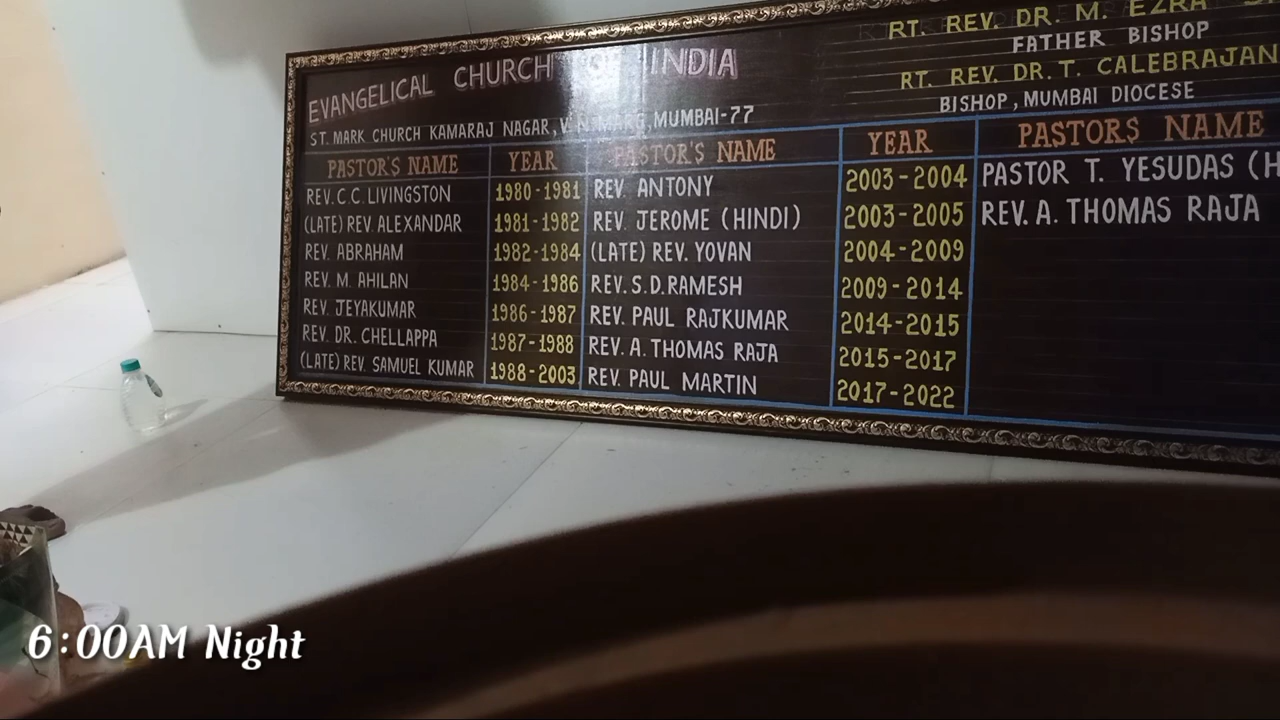 EVANGELICAL CHURCH OF INDIA
ST. MARK CHURCH KAMARAJ NAGAR, MUMBAI-77
RT. REV. DR. M. EZRA
FATHER BISHOP
RT. REV. DR. T. CALEBRAJAN
BISHOP, MUMBAI DIOCESE
PASTOR'S NAME YEAR PASTOR'S NAME YEAR PASTORS NAME
REV. C.C. LIVINGSTON 1980-1981 REV. ANTONY 2003-2004 PASTOR T. YESUDAS (H
(LATE) REV. ALEXANDAR 1981-1982 REV. JEROME (HINDI) 2003-2005 REV. A. THOMAS RAJA
REV. ABRAHAM 1982-1984 (LATE) REV. YOVAN 2004-2009
REV. M. AHILAN 1984-1986 REV. S.D. RAMESH 2009-2014
REV. JEYAKUMAR 1986-1987 REV. PAUL RAJKUMAR 2014-2015
REV. DR. CHELLAPPA 1987-1988 REV. A. THOMAS RAJA 2015-2017
(LATE) REV. SAMUEL KUMAR 1988-2003 REV. PAUL MARTIN 2017-2022
6:00AM Night